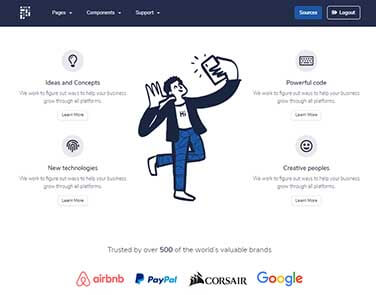 Pages Components Support Sources Logout
Ideas and Concepts
We work to figure out ways to help your business
grow through all platforms.
Learn More
Powerful code
We work to figure out ways to help your business
grow through all platforms.
Learn More
Hi
New technologies
We work to figure out ways to help your business
grow through all platforms.
Learn More
Creative peoples
We work to figure out ways to help your business
grow through all platforms.
Learn More
Trusted by over 500 of the world's valuable brands
airbnb PayPal CORSAIR Google